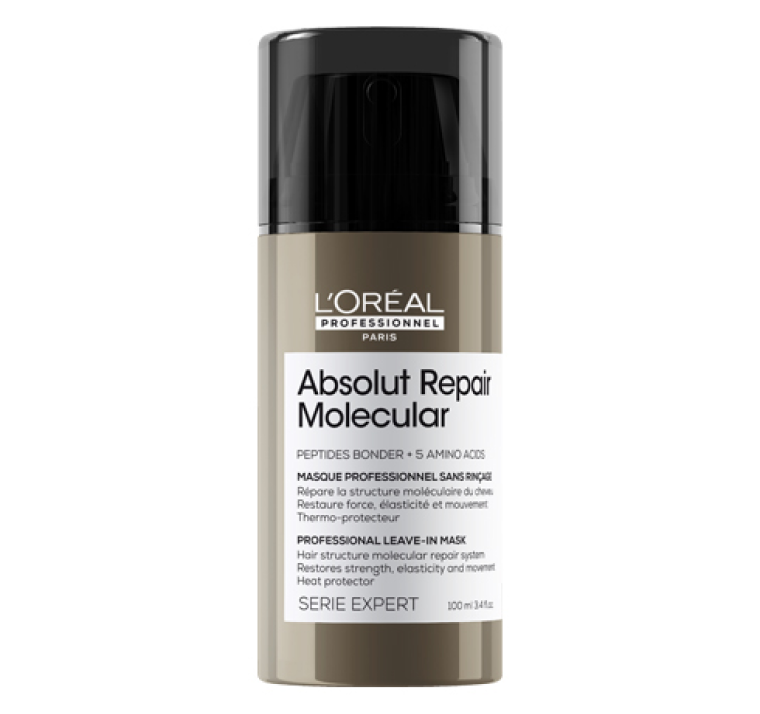 L'ORÉAL
PROFESSIONNEL
PARIS
Absolut Repair
Molecular
PEPTIDES BONDER + 5 AMINO ACIDS
MASQUE PROFESSIONNEL SANS RINÇAGE
Répare la structure moléculaire du cheveu
Restaure force, élasticité et mouvement
Thermo-protecteur
PROFESSIONAL LEAVE-IN MASK
Hair structure molecular repair system
Restores strength, elasticity and movement
Heat protector
SERIE EXPERT 100 ml 3.4 fl.oz